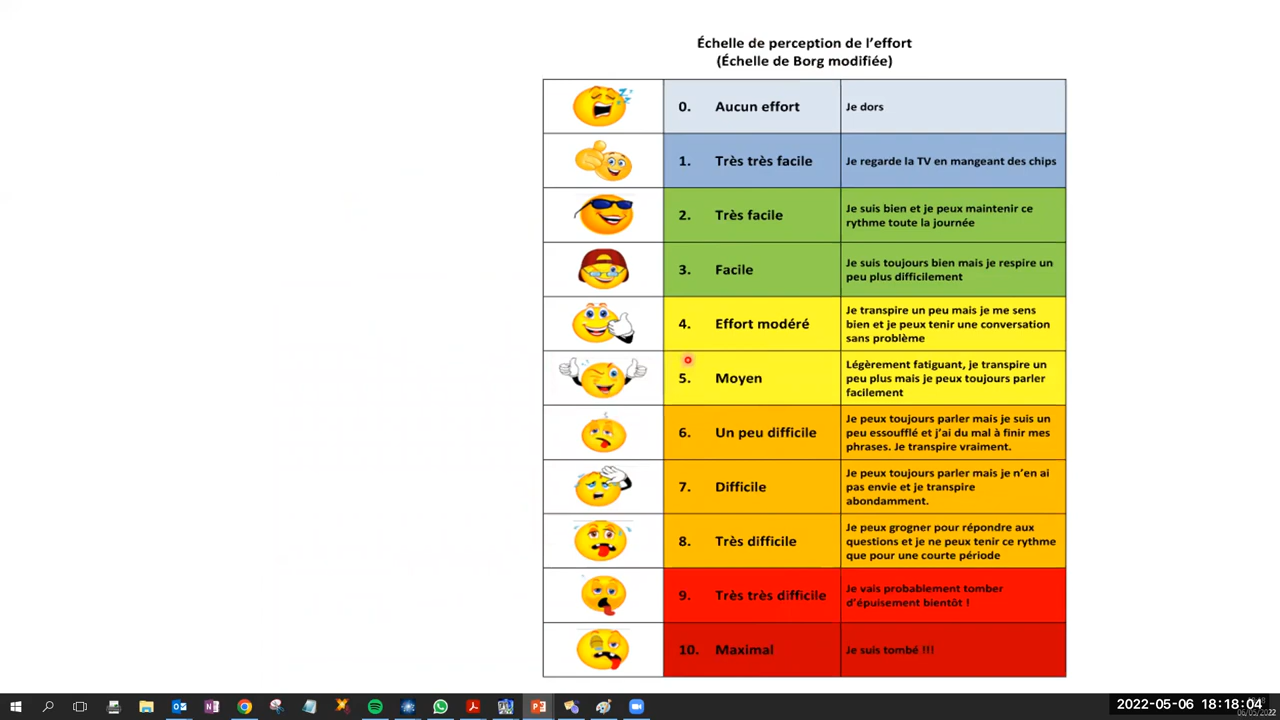 Échelle de perception de l'effort
(Échelle de Borg modifiée)
0. Aucun effort
Je dors
1. Très très facile
Je regarde la TV en mangeant des chips
2. Très facile
Je suis bien et je peux maintenir ce
rythme toute la journée
3. Facile
Je suis toujours bien mais je respire un
peu plus difficilement
4. Effort modéré
Je transpire un peu mais je me sens
bien et je peux tenir une conversation
sans problème
5. Moyen
Légèrement fatiguant, je transpire un
peu plus mais je peux toujours parler
facilement
6. Un peu difficile
Je peux toujours parler mais je suis un
peu essoufflé et j'ai du mal à finir mes
phrases. Je transpire vraiment.
7. Difficile
Je peux toujours parler mais je n'en ai
pas envie et je transpire
abondamment.
8. Très difficile
Je peux grogner pour répondre aux
questions et je ne peux tenir ce rythme
que pour une courte période
9. Très très difficile
Je vais probablement tomber
d'épuisement bientôt !
10. Maximal
Je suis tombé !!!
2022-05-06 18:18:04